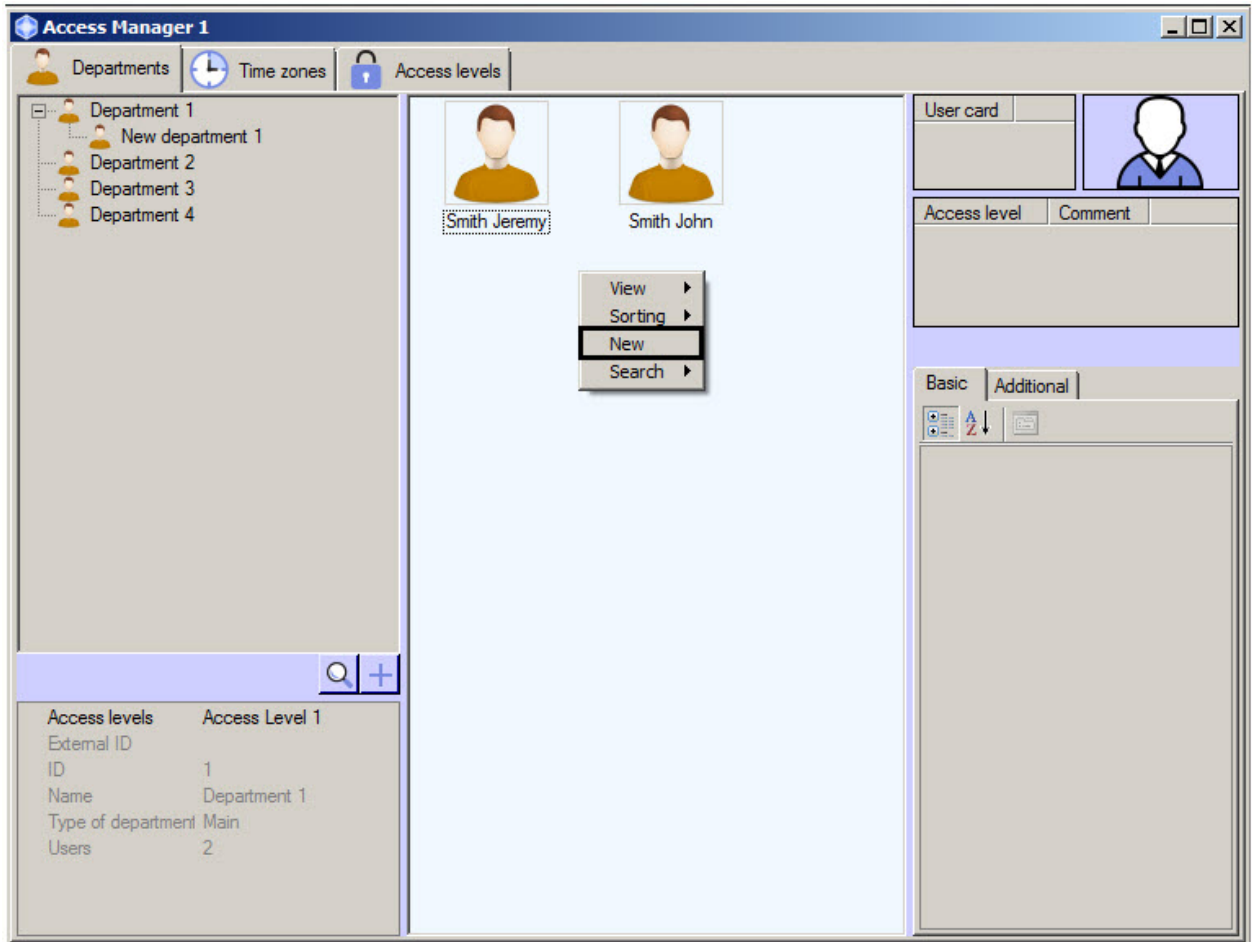 Access Manager 1
Departments Time zones Access levels
Department 1
New department 1
Department 2
Department 3
Department 4
Access levels Access Level 1
External ID
ID 1
Name Department 1
Type of department Main
Users 2
Smith Jeremy Smith John
View
Sorting
New
Search
User card
Access level Comment
Basic Additional
A
Z